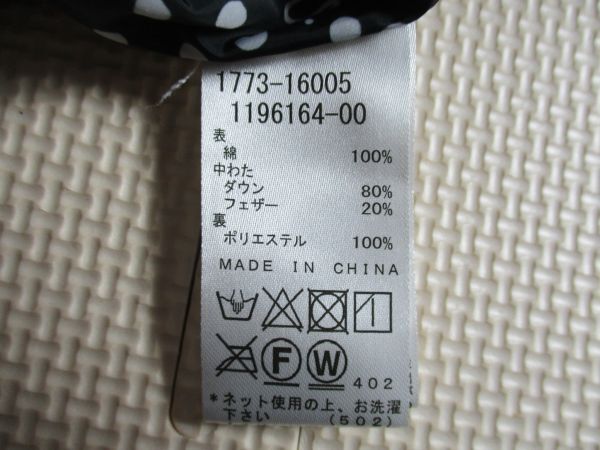 1773-16005
1196164-00
表
綿 100%
中わた
ダウン 80%
フェザー 20%
裏
ポリエステル 100%
MADE IN CHINA
F W 402
*ネット使用の上、お洗濯
下さい (502)